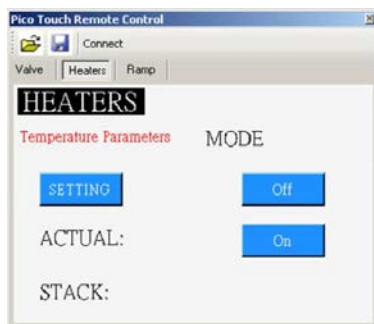 Pico Touch Remote Control
Connect
Valve Heaters Ramp
HEATERS
Temperature Parameters MODE
SETTING Off
ACTUAL: On
STACK: